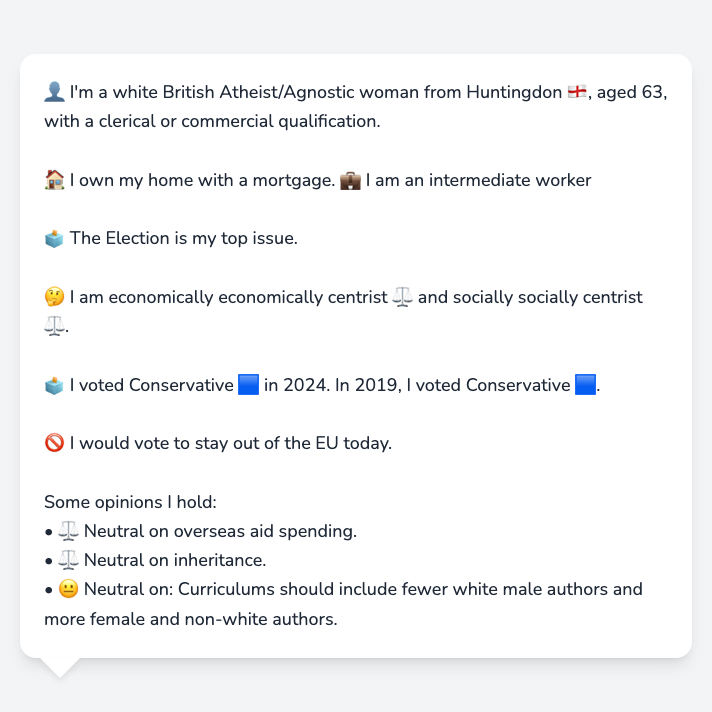 👤 I'm a white British Atheist/Agnostic woman from Huntingdon 🏴󠁧󠁢󠁥󠁮󠁧󠁿, aged 63,
with a clerical or commercial qualification.
🏠 I own my home with a mortgage. 💼 I am an intermediate worker
🗳️ The Election is my top issue.
🤔 I am economically economically centrist ⚖️ and socially socially centrist
⚖️.
🗳️ I voted Conservative 🟦 in 2024. In 2019, I voted Conservative 🟦.
🚫 I would vote to stay out of the EU today.
Some opinions I hold:
• ⚖️ Neutral on overseas aid spending.
• ⚖️ Neutral on inheritance.
• 😐 Neutral on: Curriculums should include fewer white male authors and
more female and non-white authors.